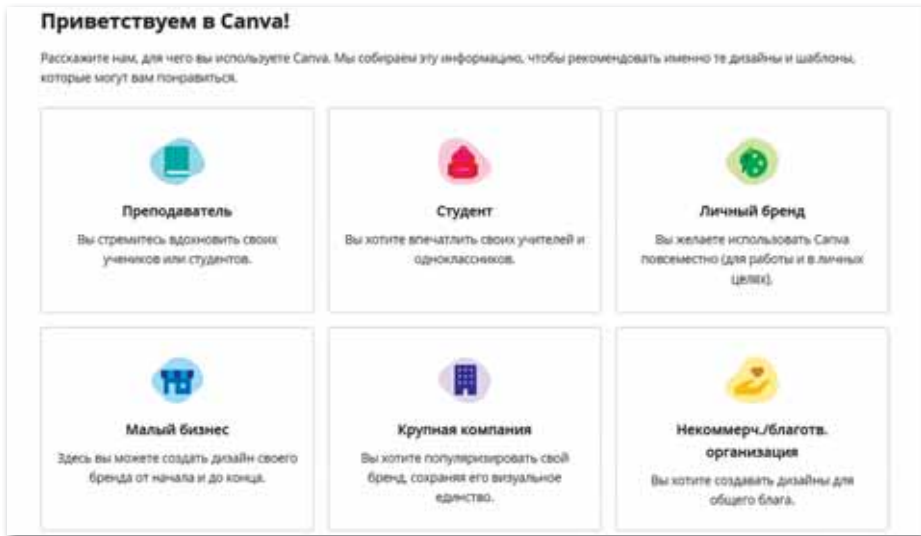 Приветствуем в Canva!
Расскажите нам, для чего вы используете Canva. Мы собираем эту информацию, чтобы рекомендовать именно те дизайны и шаблоны,
которые могут вам понравиться.
Преподаватель
Вы стремитесь вдохновить своих
учеников или студентов.
Студент
Вы хотите впечатлить своих учителей и
одноклассников.
Личный бренд
Вы желаете использовать Canva
повсеместно (для работы и в личных
целях).
Малый бизнес
Здесь вы можете создать дизайн своего
бренда от начала и до конца.
Крупная компания
Вы хотите популяризировать свой
бренд, сохраняя его визуальное
единство.
Некоммерч./благотв.
организация
Вы хотите создавать дизайны для
общего блага.